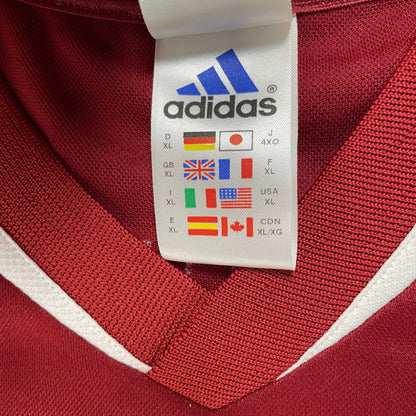 adidas ®
D J
XL 4XO
GB F
XL XL
I USA
XL XL
E CDN
XL XL/XG